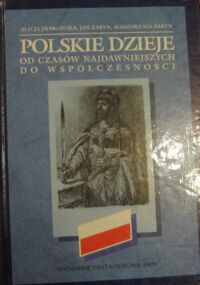 ALICJA DYBKOWSKA, JAN ŻARYN, MAŁGORZATA ŻARYN
POLSKIE DZIEJE
OD CZASÓW NAJDAWNIEJSZYCH
DO WSPÓŁCZESNOŚCI
WYDAWNICTWO NAUKOWE PWN